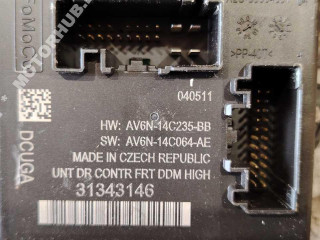 FoMoCo
DCUGA
040511
HW: AV6N-14C235-BB
SW: AV6N-14C064-AE
MADE IN CZECH REPUBLIC
UNT DR CONTR FRT DDM HIGH
31343146